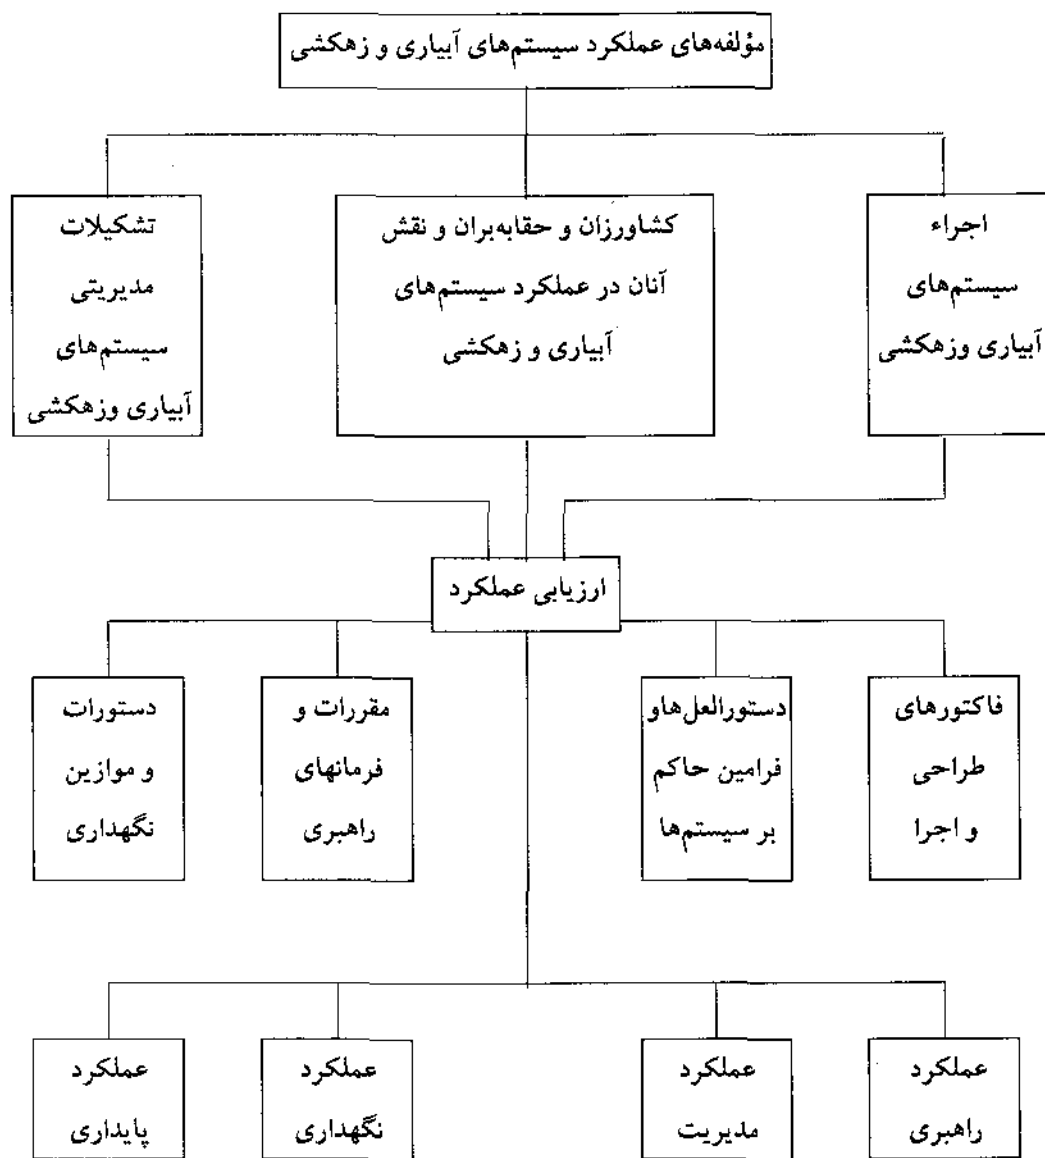 مؤلفه‌های عملکرد سیستم‌های آبیاری و زهکشی
اجراء
سیستم‌های
آبیاری وزهکشی
کشاورزان و حقابه‌بران و نقش
آنان در عملکرد سیستم‌های
آبیاری و زهکشی
تشکیلات
مدیریتی
سیستم‌های
آبیاری وزهکشی
ارزیابی عملکرد
فاکتورهای
طراحی
و اجرا
دستورالعل‌هاو
فرامین حاکم
بر سیستم‌ها
مقررات و
فرمانهای
راهبری
دستورات
و موازین
نگهداری
عملکرد
راهبری
عملکرد
مدیریت
عملکرد
نگهداری
عملکرد
پایداری